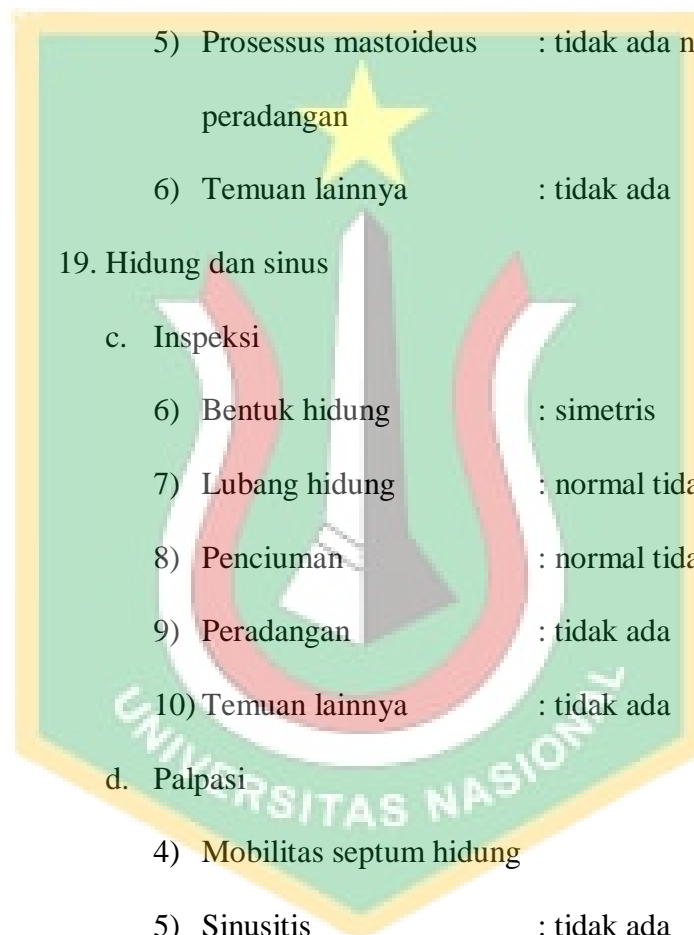 5) Prosessus mastoideus : tidak ada
peradangan
6) Temuan lainnya : tidak ada
19. Hidung dan sinus
c. Inspeksi
6) Bentuk hidung : simetris
7) Lubang hidung : normal
8) Penciuman : normal
9) Peradangan : tidak ada
10) Temuan lainnya : tidak ada
d. Palpasi
4) Mobilitas septum hidung
5) Sinusitis : tidak ada
UNIVERSITAS NASIONAL